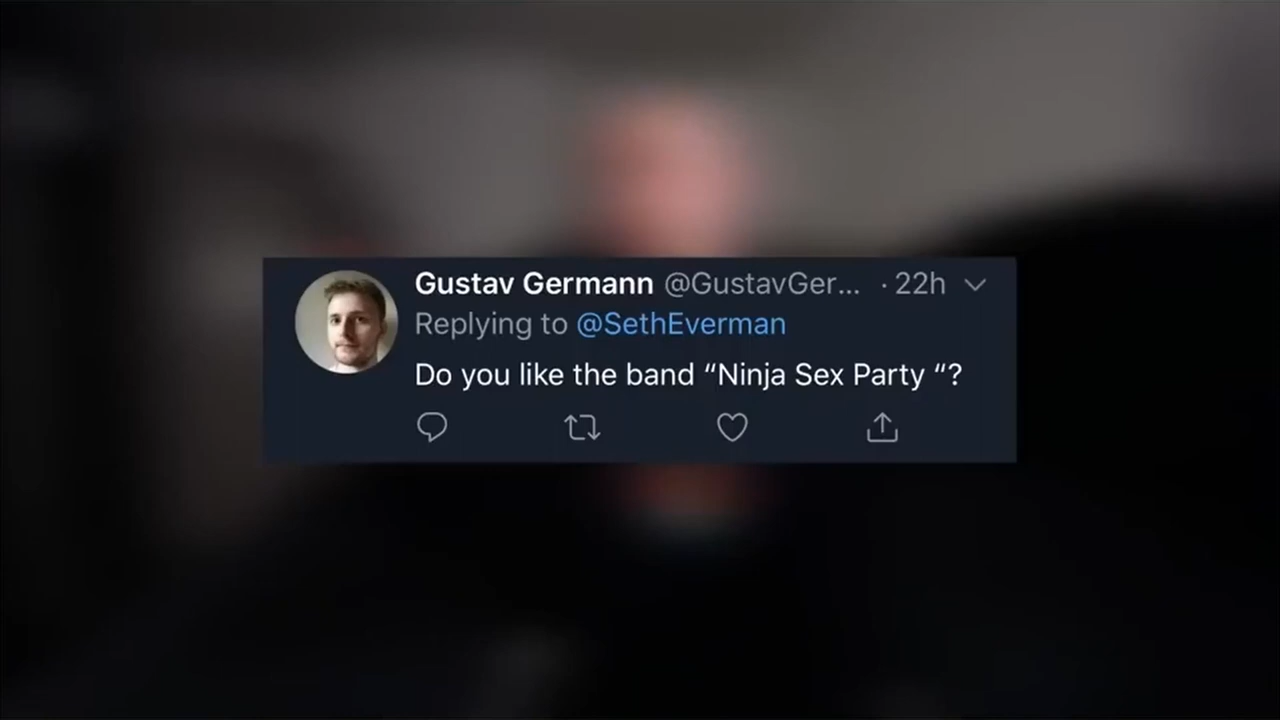 Gustav Germann @GustavGer... · 22h
Replying to @SethEverman
Do you like the band “Ninja Sex Party “?